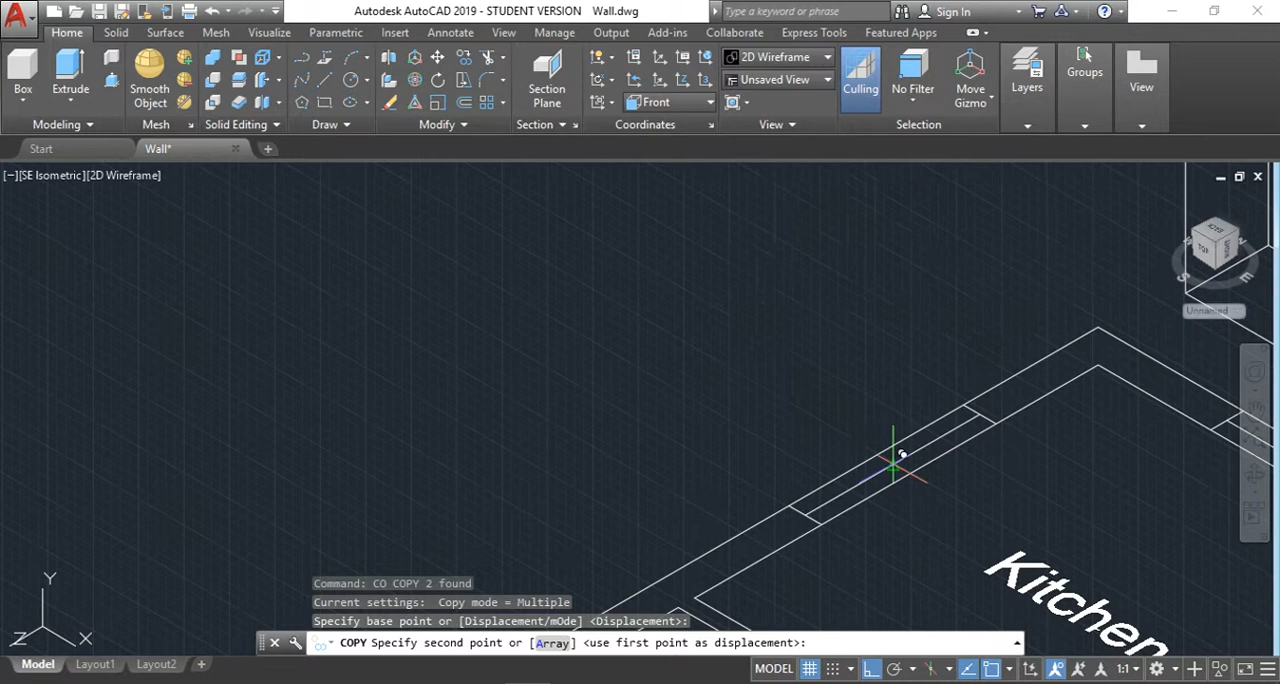 Autodesk AutoCAD 2019 - STUDENT VERSION Wall.dwg
Type a keyword or phrase
Sign In
Home Solid Surface Mesh Visualize Parametric Insert Annotate View Manage Output Add-ins Collaborate Express Tools Featured Apps
Box
Extrude
Smooth
Object
Section
Plane
2D Wireframe
Unsaved View
Front
Culling
No Filter
Move
Gizmo
Layers
Groups
View
Modeling
Mesh
Solid Editing
Draw
Modify
Section
Coordinates
View
Selection
Start
Wall*
[−][SE Isometric][2D Wireframe]
TOP
RIGHT
S
E
Unnamed
Kitchen
Y
Z
X
Command: CO COPY 2 found
Current settings: Copy mode = Multiple
Specify base point or [Displacement/mOde] <Displacement>:
COPY Specify second point or [Array] <use first point as displacement>:
Model Layout1 Layout2 +
MODEL
1:1